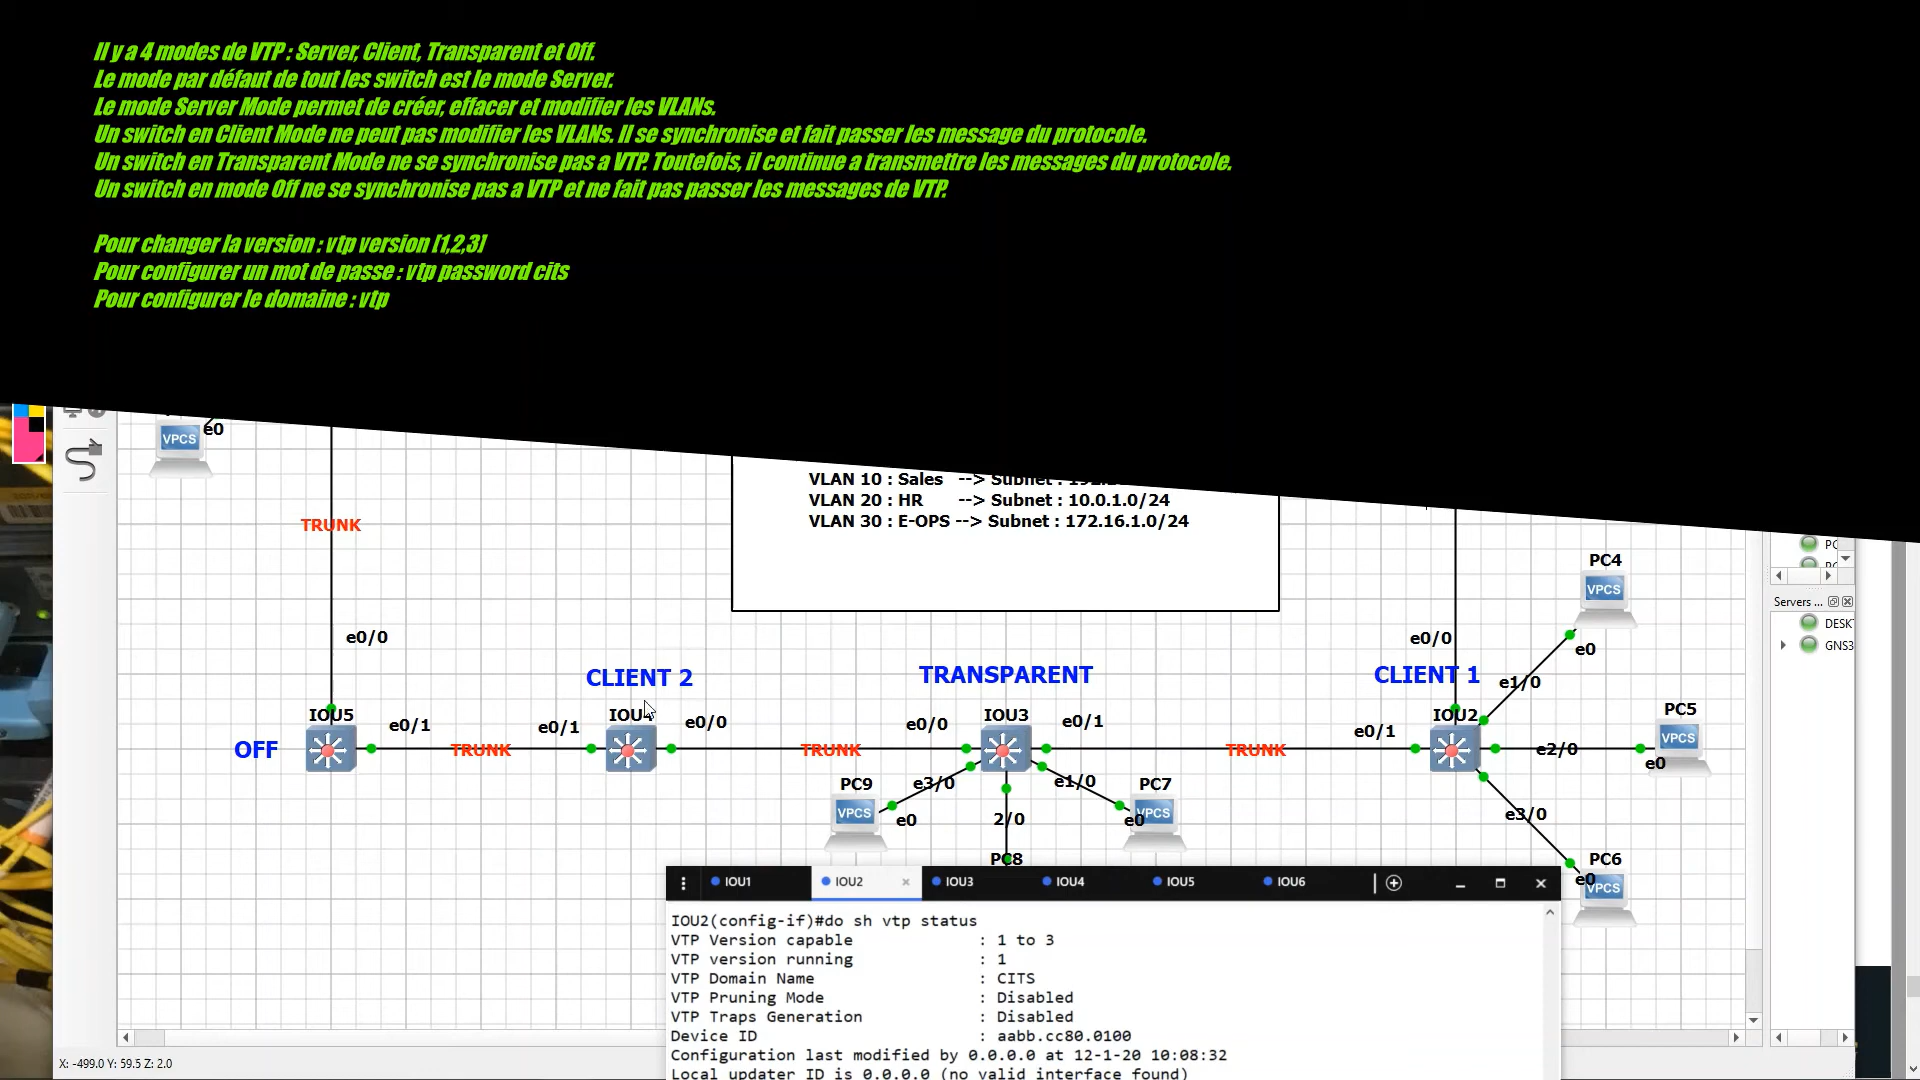 Il y a 4 modes de VTP : Server, Client, Transparent et Off.
Le mode par défaut de tout les switch est le mode Server.
Le mode Server Mode permet de créer, effacer et modifier les VLANs.
Un switch en Client Mode ne peut pas modifier les VLANs. Il se synchronise et fait passer les message du protocole.
Un switch en Transparent Mode ne se synchronise pas a VTP. Toutefois, il continue a transmettre les messages du protocole.
Un switch en mode Off ne se synchronise pas a VTP et ne fait pas passer les messages de VTP.
Pour changer la version : vtp version [1,2,3]
Pour configurer un mot de passe : vtp password cits
Pour configurer le domaine : vtp
VPCS
e0
VLAN 10 : Sales --> Subnet :
VLAN 20 : HR --> Subnet : 10.0.1.0/24
VLAN 30 : E-OPS --> Subnet : 172.16.1.0/24
TRUNK
PC4
VPCS
e0
Servers ...
DESK
GNS3
e0/0
e0/0
CLIENT 2
TRANSPARENT
CLIENT 1
e1/0
IOU5
e0/1
e0/1
IOU4
e0/0
e0/0
IOU3
e0/1
e0/1
IOU2
PC5
VPCS
OFF
TRUNK
TRUNK
TRUNK
e2/0
e0
PC9
VPCS
e3/0
e0
e1/0
PC7
VPCS
e0
2/0
e3/0
PC8
PC6
VPCS
e0
IOU1
IOU2
IOU3
IOU4
IOU5
IOU6
IOU2(config-if)#do sh vtp status
VTP Version capable : 1 to 3
VTP version running : 1
VTP Domain Name : CITS
VTP Pruning Mode : Disabled
VTP Traps Generation : Disabled
Device ID : aabb.cc80.0100
Configuration last modified by 0.0.0.0 at 12-1-20 10:08:32
Local updater ID is 0.0.0.0 (no valid interface found)
X: -499.0 Y: 59.5 Z: 2.0